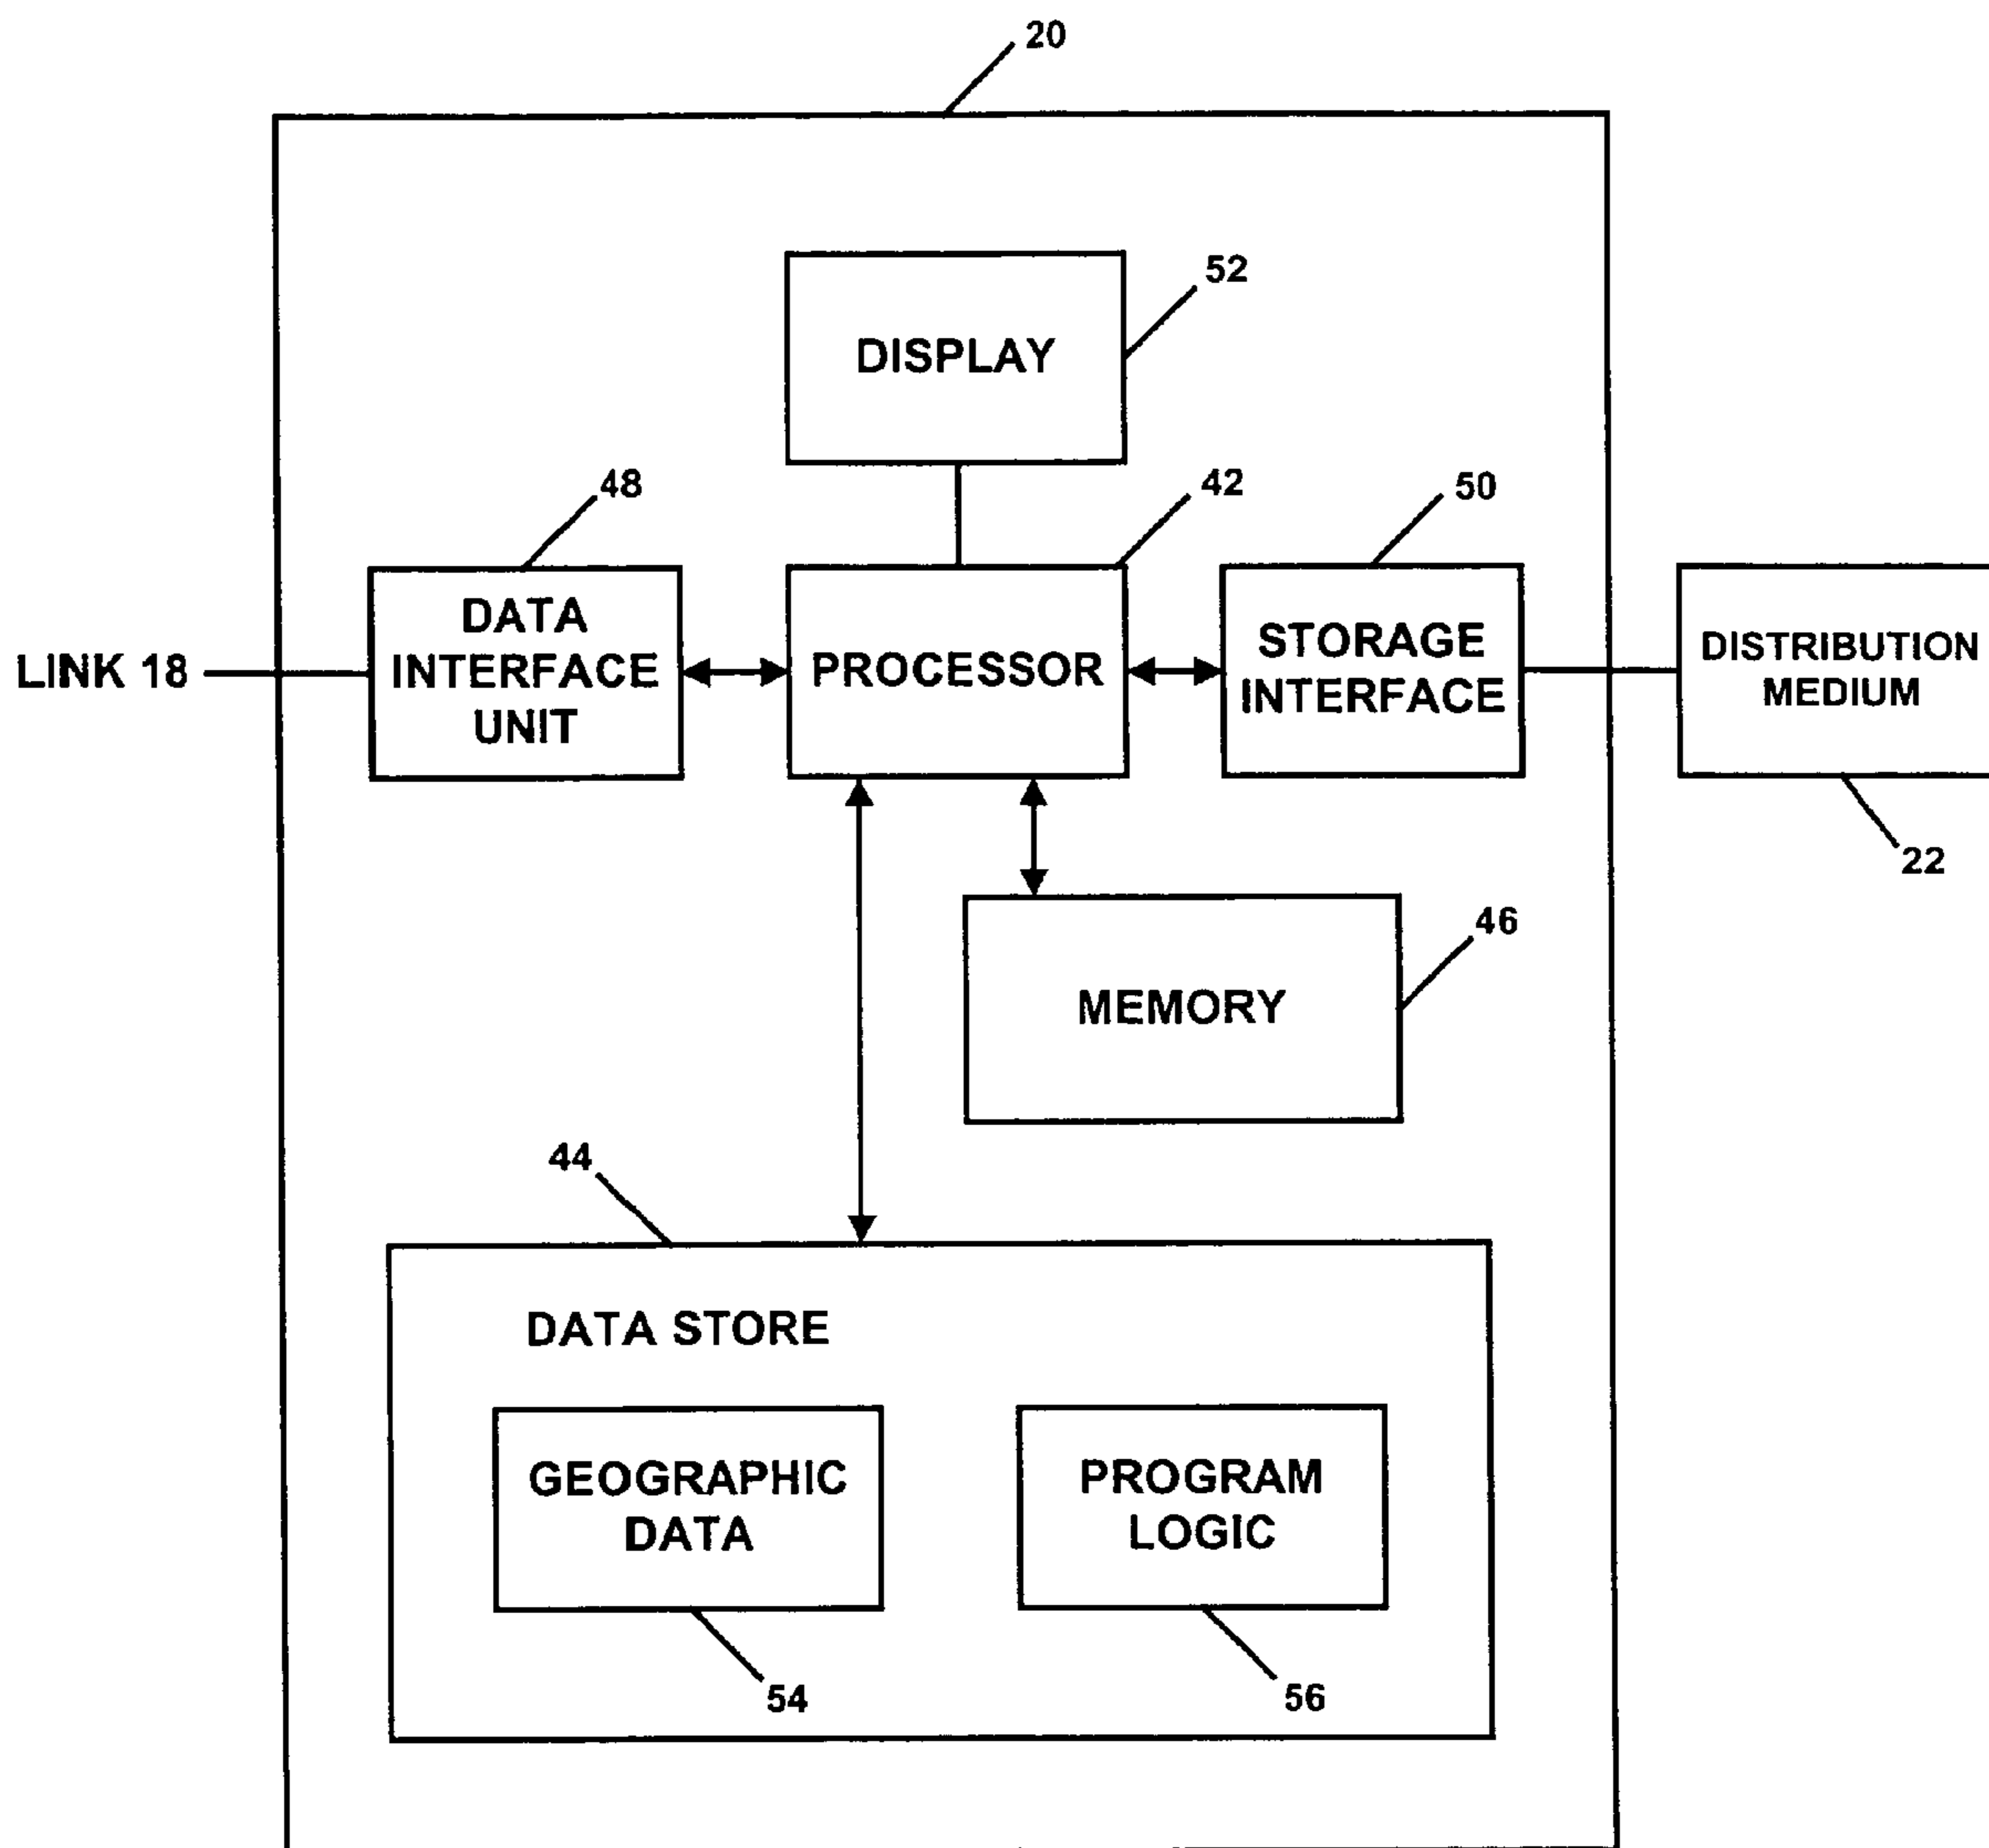 20
52
DISPLAY
48
42
50
DATA
INTERFACE
UNIT
LINK 18
PROCESSOR
STORAGE
INTERFACE
DISTRIBUTION
MEDIUM
22
46
MEMORY
44
DATA STORE
GEOGRAPHIC
DATA
PROGRAM
LOGIC
54
56